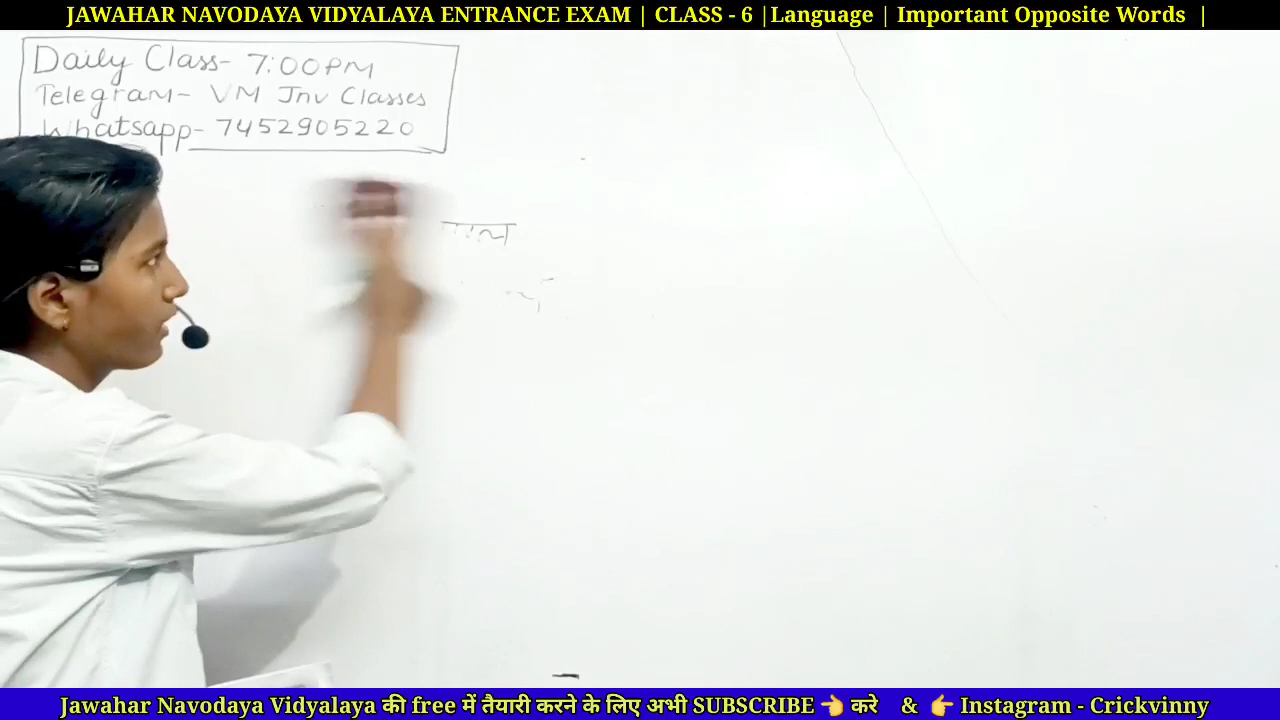 JAWAHAR NAVODAYA VIDYALAYA ENTRANCE EXAM | CLASS - 6 |Language | Important Opposite Words |
Daily Class- 7:00PM
Telegram- VM Jnv Classes
Whatsapp- 7452905220
Jawahar Navodaya Vidyalaya की free में तैयारी करने के लिए अभी SUBSCRIBE 👈 करे & 👉 Instagram - Crickvinny